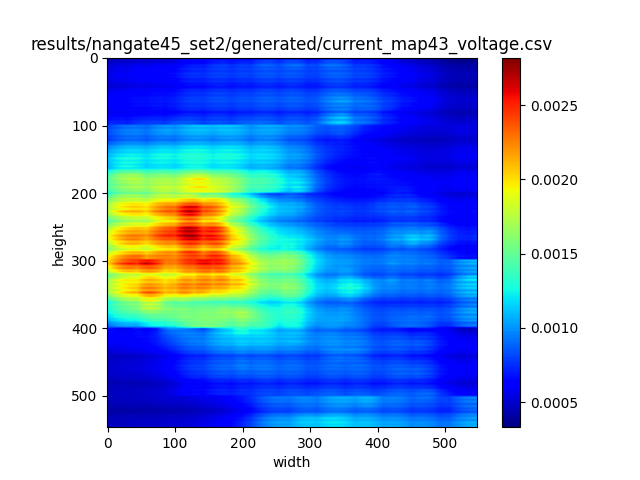 results/nangate45_set2/generated/current_map43_voltage.csv
0
100
200
300
400
500
height
0 100 200 300 400 500
width
0.0025
0.0020
0.0015
0.0010
0.0005